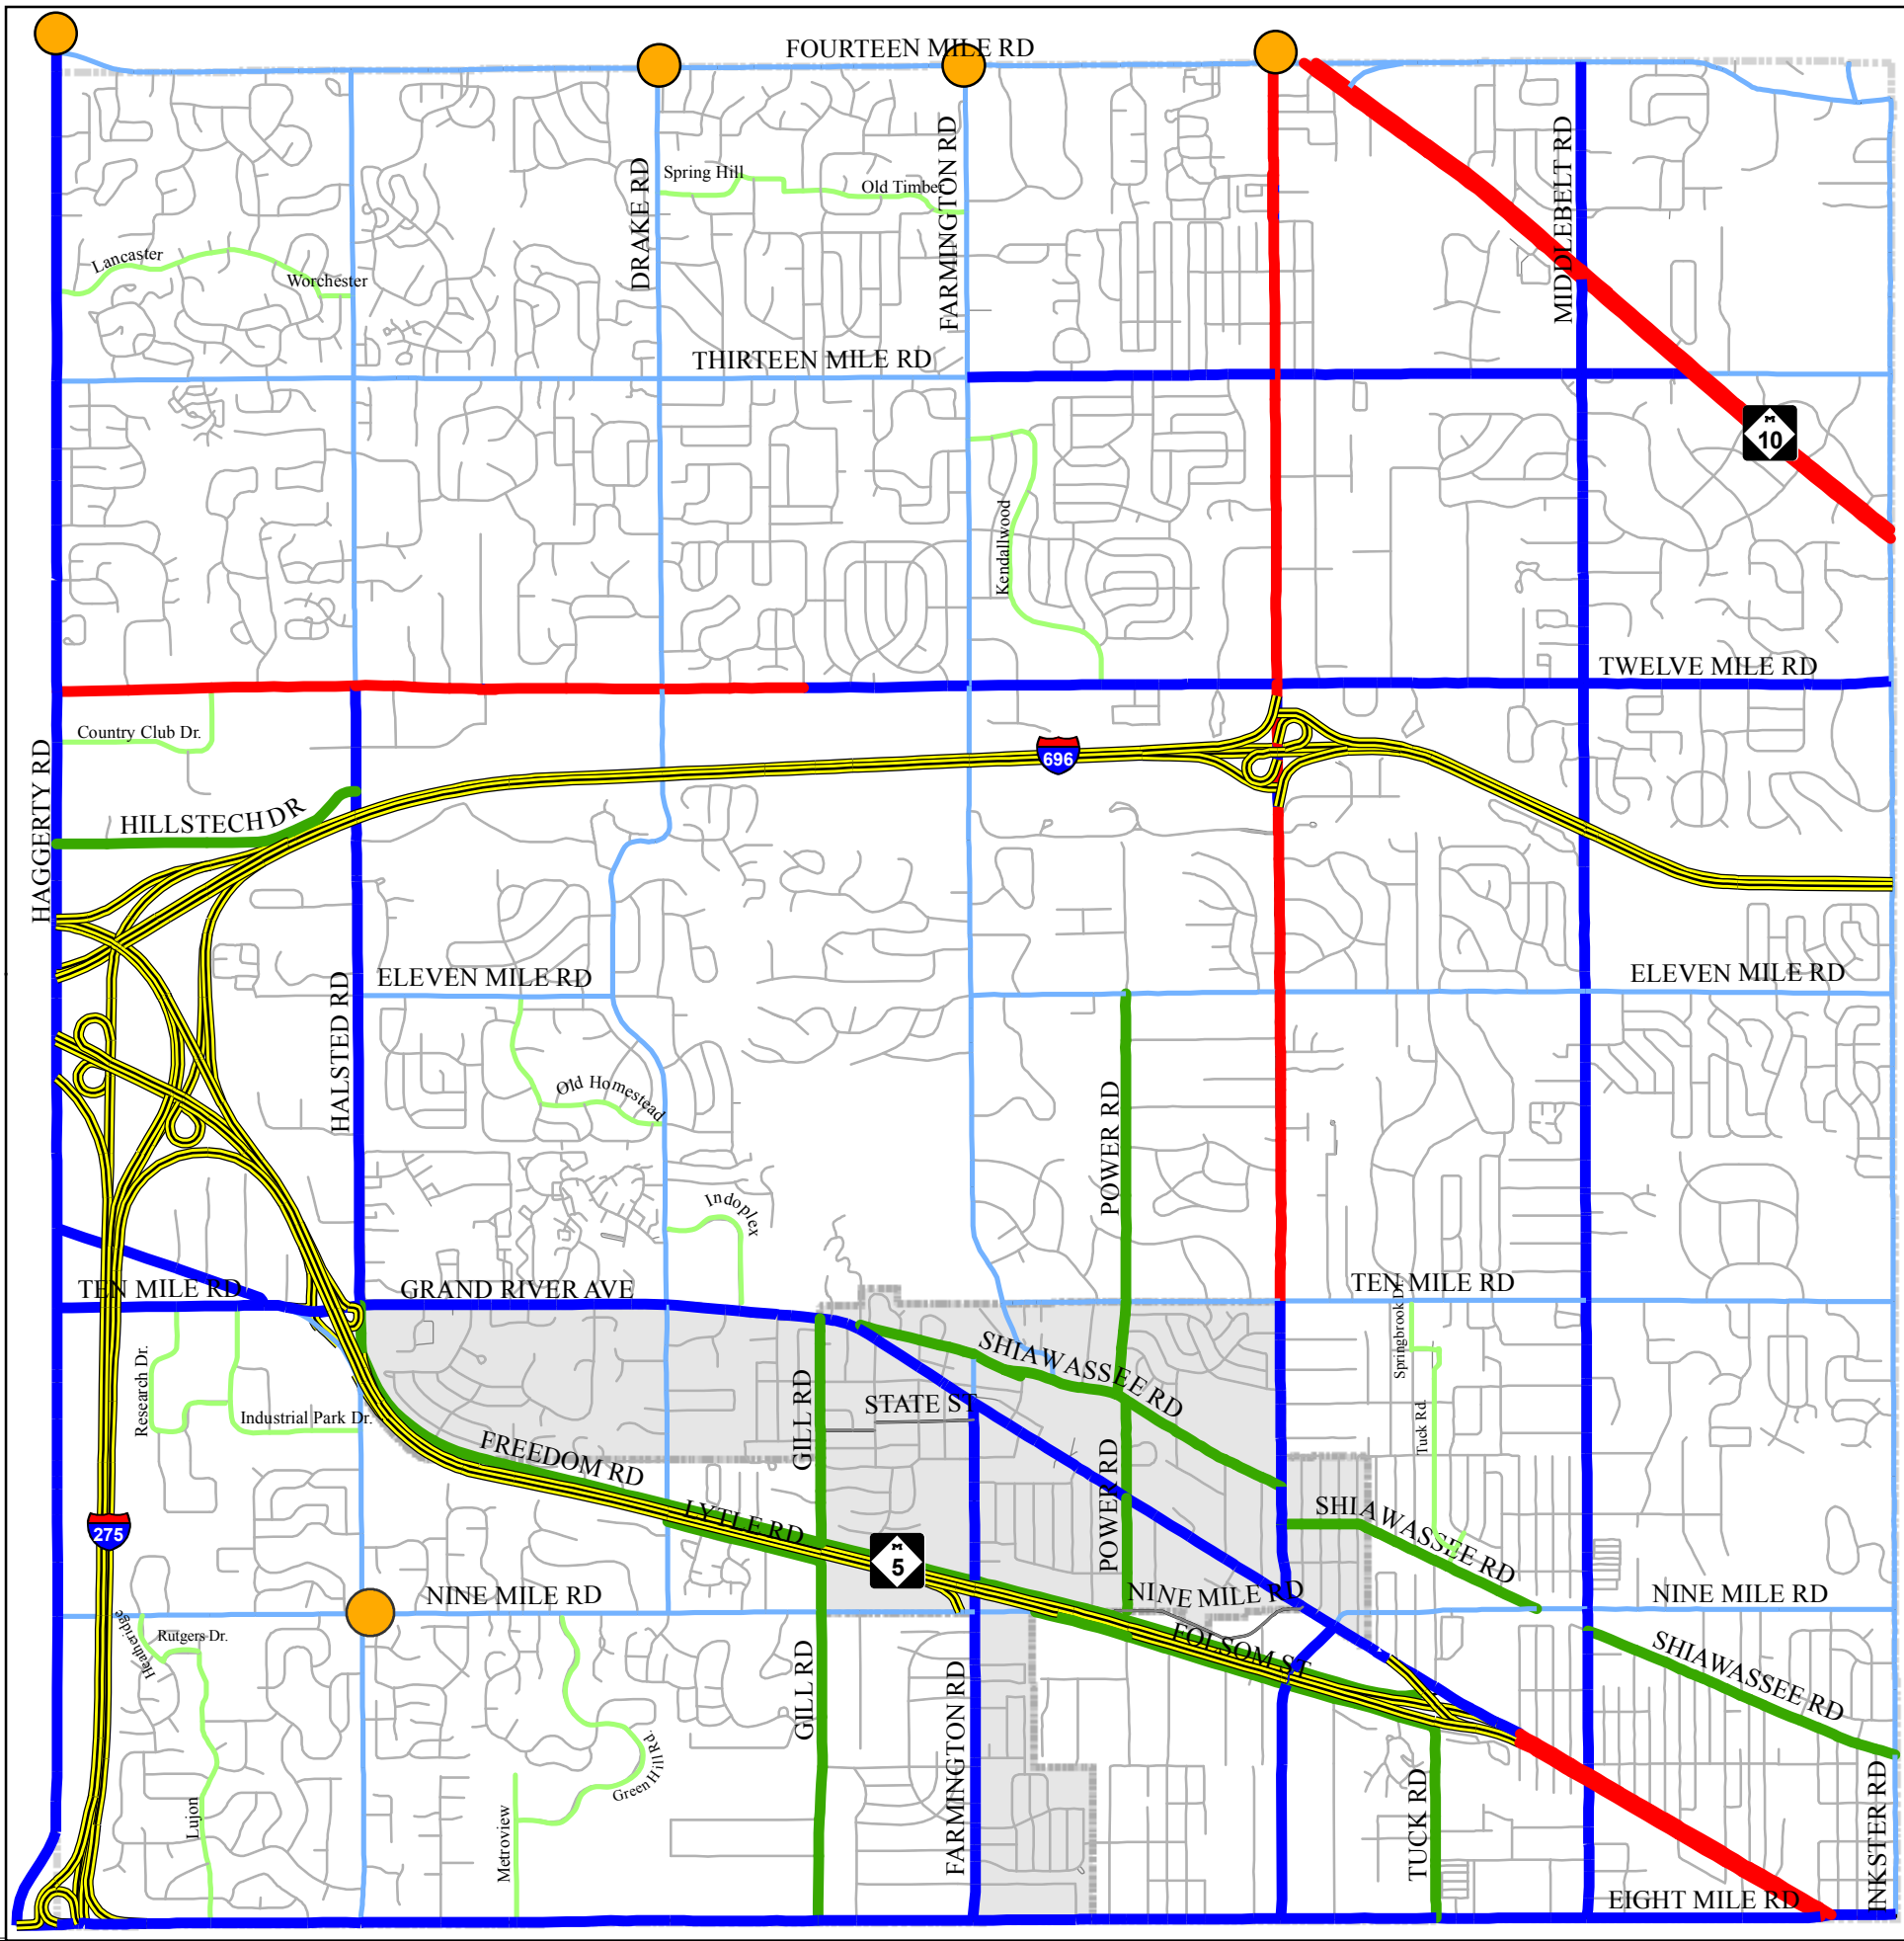 FOURTEEN MILE RD
DRAKE RD
Spring Hill
Old Timber
FARMINGTON RD
MIDDLEBELT RD
Lancaster
Worchester
THIRTEEN MILE RD
M
10
Kendallwood
TWELVE MILE RD
Country Club Dr.
696
HAGGERTY RD
HILLSTECH DR
HALSTED RD
ELEVEN MILE RD
ELEVEN MILE RD
Old Homestead
POWER RD
Indoplex
TEN MILE RD
GRAND RIVER AVE
TEN MILE RD
Springbrook Dr.
Research Dr.
Industrial Park Dr.
GILL RD
STATE ST
SHIAWASSEE RD
Tuck Rd.
FREEDOM RD
LYTLE RD
POWER RD
SHIAWASSEE RD
275
M
5
NINE MILE RD
NINE MILE RD
NINE MILE RD
Heatheridge
Rutgers Dr.
FOLSOM ST
SHIAWASSEE RD
GILL RD
FARMINGTON RD
Green Hill Rd.
Lujon
Metroview
TUCK RD
INKSTER RD
EIGHT MILE RD